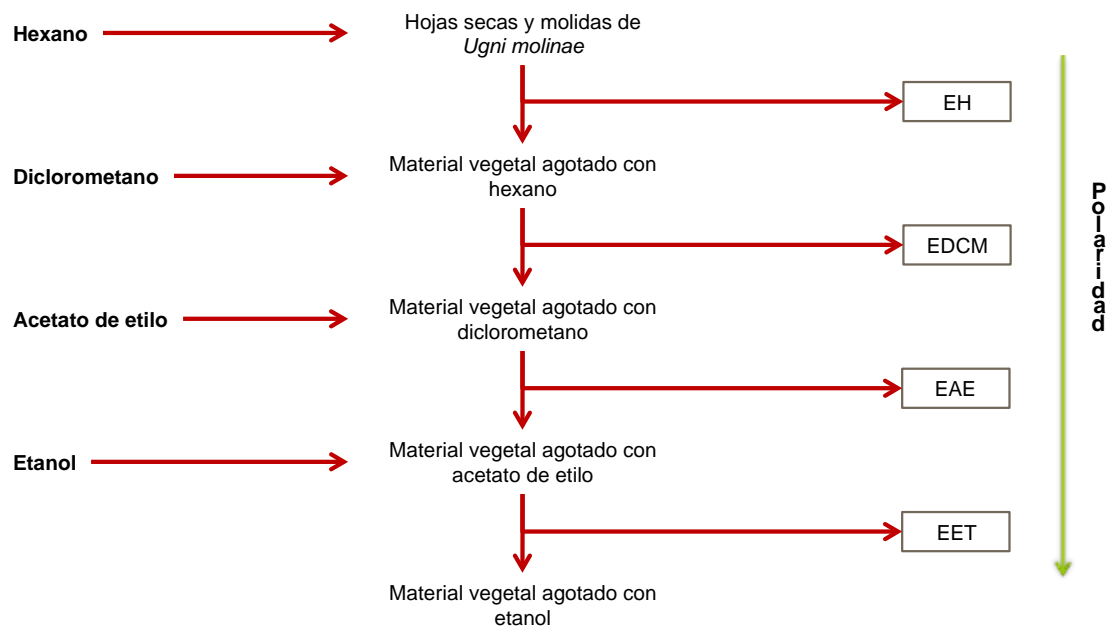 Hexano
Hojas secas y molidas de
Ugni molinae
EH
Diclorometano
Material vegetal agotado con
hexano
EDCM
Acetato de etilo
Material vegetal agotado con
diclorometano
EAE
Etanol
Material vegetal agotado con
acetato de etilo
EET
Material vegetal agotado con
etanol
Polaridad